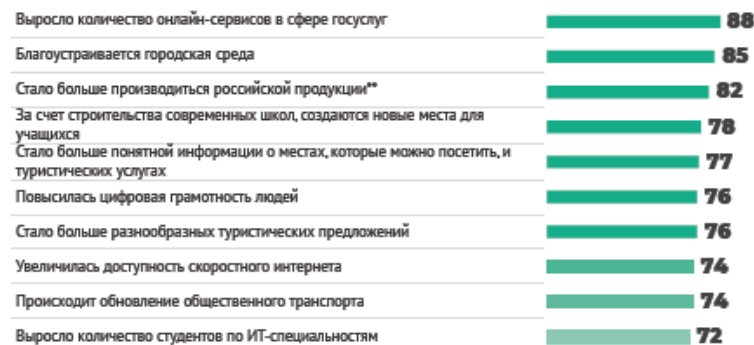 Выросло количество онлайн-сервисов в сфере госуслуг 88
Благоустраивается городская среда 85
Стало больше производиться российской продукции** 82
За счет строительства современных школ, создаются новые места для
учащихся 78
Стало больше понятной информации о местах, которые можно посетить, и
туристических услугах 77
Повысилась цифровая грамотность людей 76
Стало больше разнообразных туристических предложений 76
Увеличилась доступность скоростного интернета 74
Происходит обновление общественного транспорта 74
Выросло количество студентов по ИТ-специальностям 72